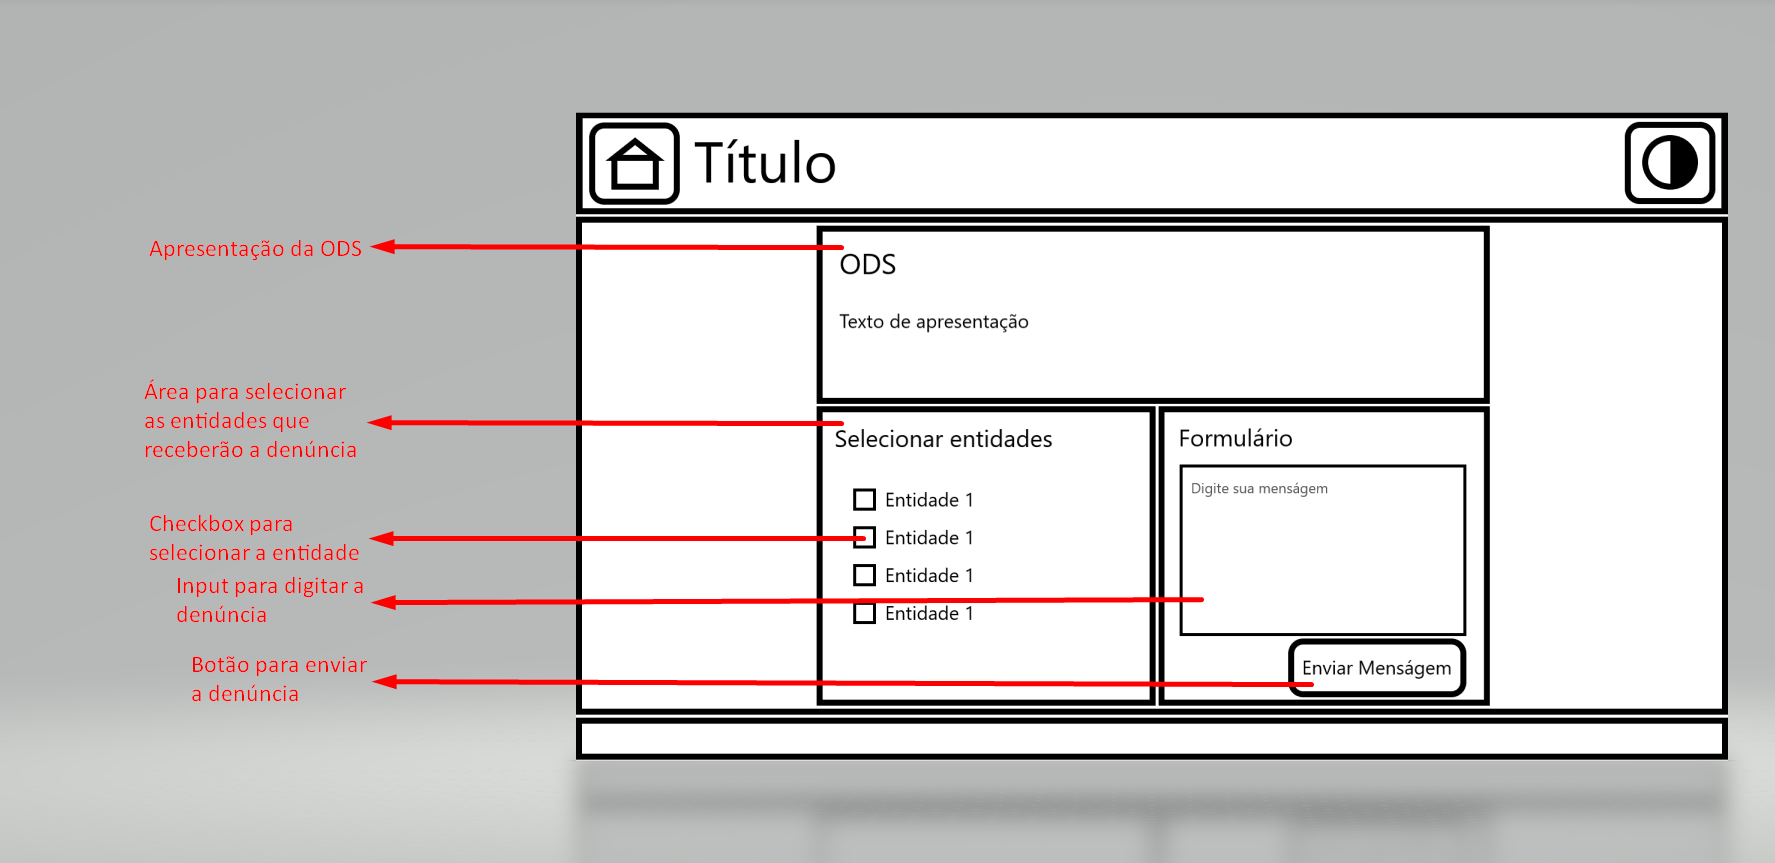 Título
Apresentação da ODS
ODS
Texto de apresentação
Área para selecionar
as entidades que
receberão a denúncia
Selecionar entidades
Entidade 1
Entidade 1
Entidade 1
Entidade 1
Formulário
Digite sua menságem
Enviar Menságem
Checkbox para
selecionar a entidade
Input para digitar a
denúncia
Botão para enviar
a denúncia